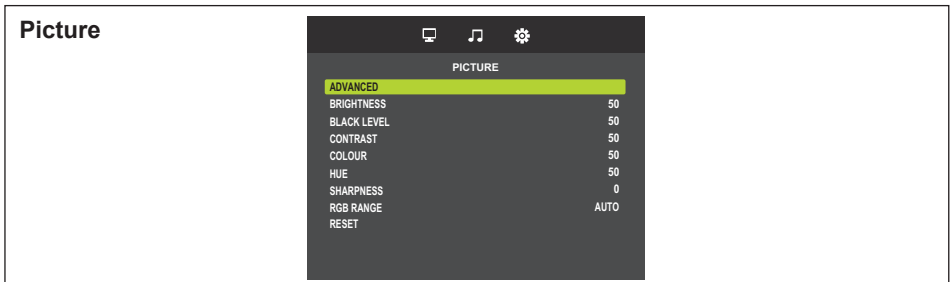 Picture
PICTURE
ADVANCED
BRIGHTNESS 50
BLACK LEVEL 50
CONTRAST 50
COLOUR 50
HUE 50
SHARPNESS 0
RGB RANGE AUTO
RESET